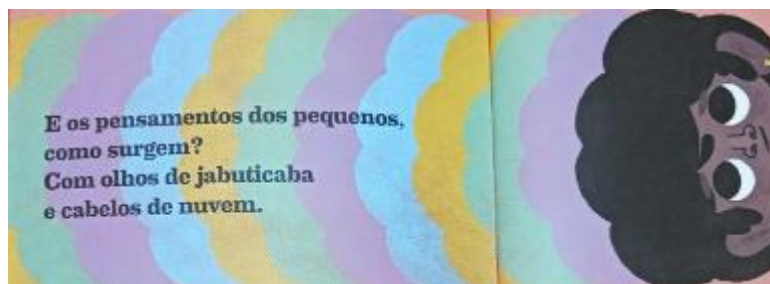 E os pensamentos dos pequenos,
como surgem?
Com olhos de jabuticaba
e cabelos de nuvem.